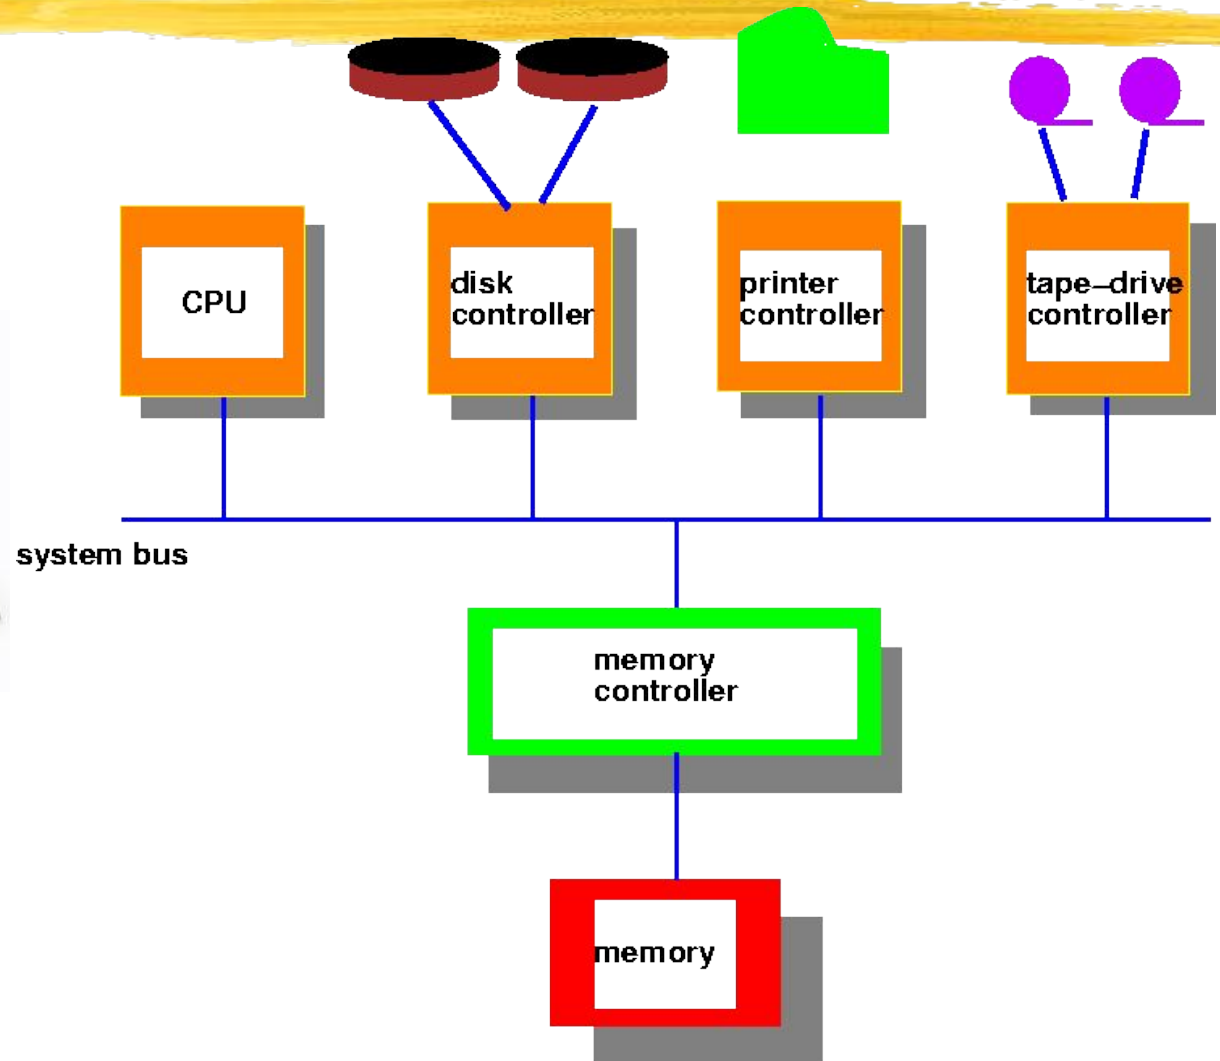 CPU
disk
controller
printer
controller
tape–drive
controller
system bus
memory
controller
memory